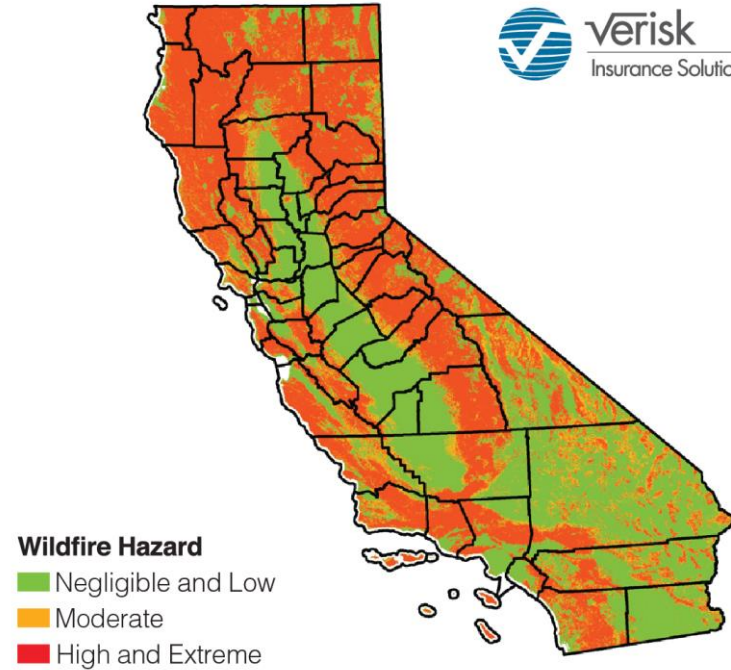 Verisk
Insurance Solutio
Wildfire Hazard
Negligible and Low
Moderate
High and Extreme